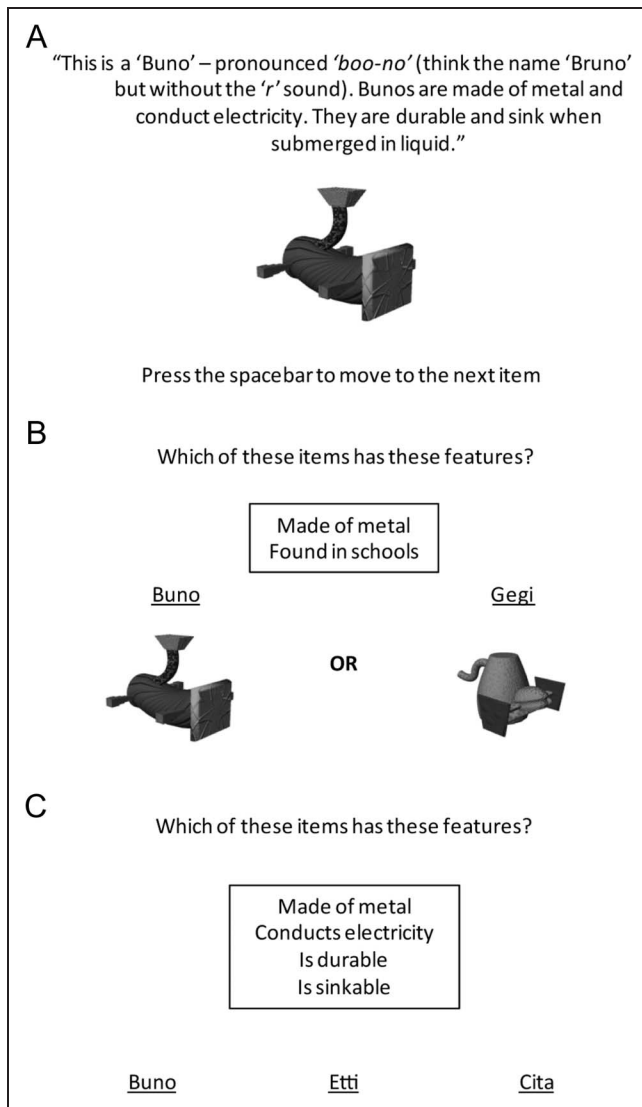 A
“This is a ‘Buno’ – pronounced ‘boo-no’ (think the name ‘Bruno’
but without the ‘r’ sound). Bunos are made of metal and
conduct electricity. They are durable and sink when
submerged in liquid.”
Press the spacebar to move to the next item
B
Which of these items has these features?
Made of metal
Found in schools
Buno
Gegi
OR
C
Which of these items has these features?
Made of metal
Conducts electricity
Is durable
Is sinkable
Buno Etti Cita